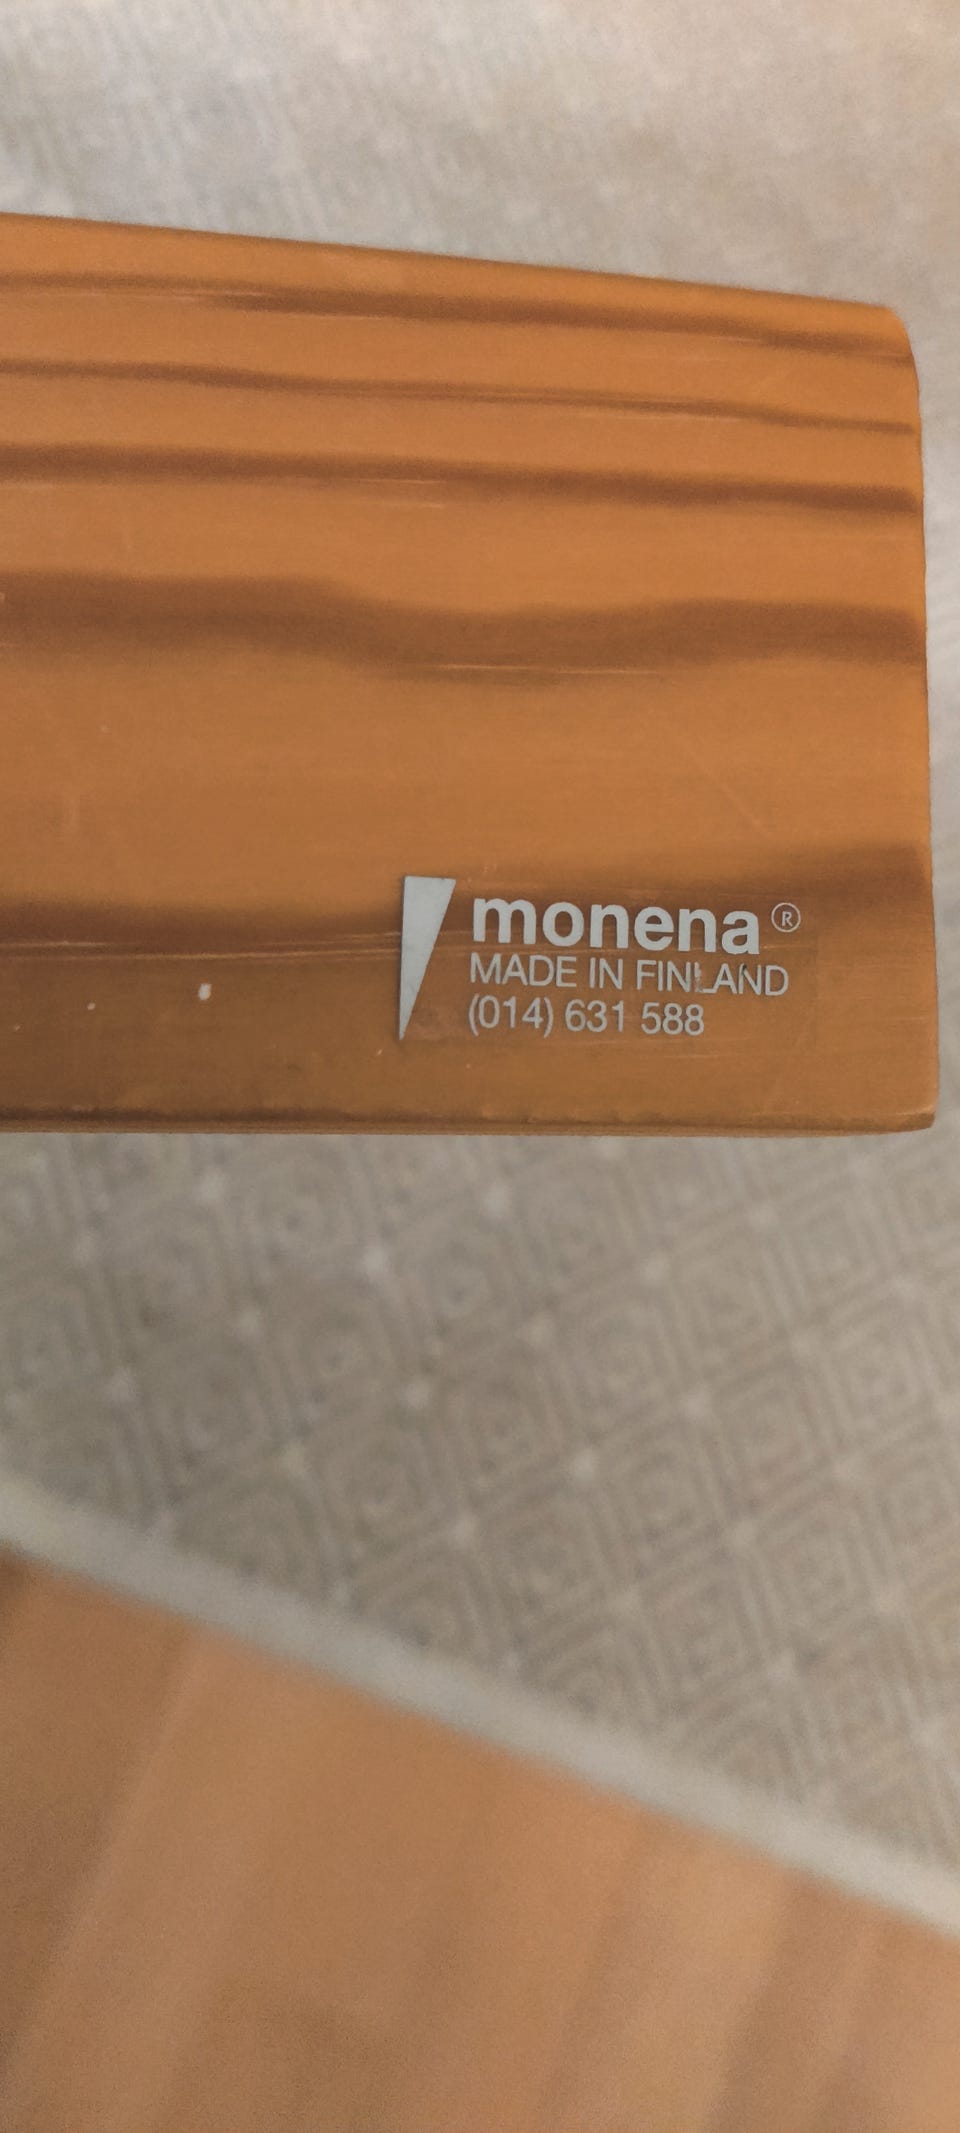 monena®
MADE IN FINLAND
(014) 631 588